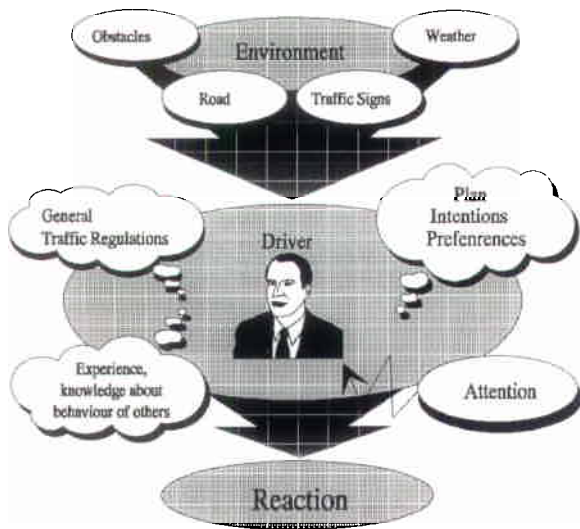 Obstacles
Weather
Environment
Road
Traffic Signs
General
Traffic Regulations
Plan
Intentions
Prefenrences
Driver
Experience,
knowledge about
behaviour of others
Attention
Reaction